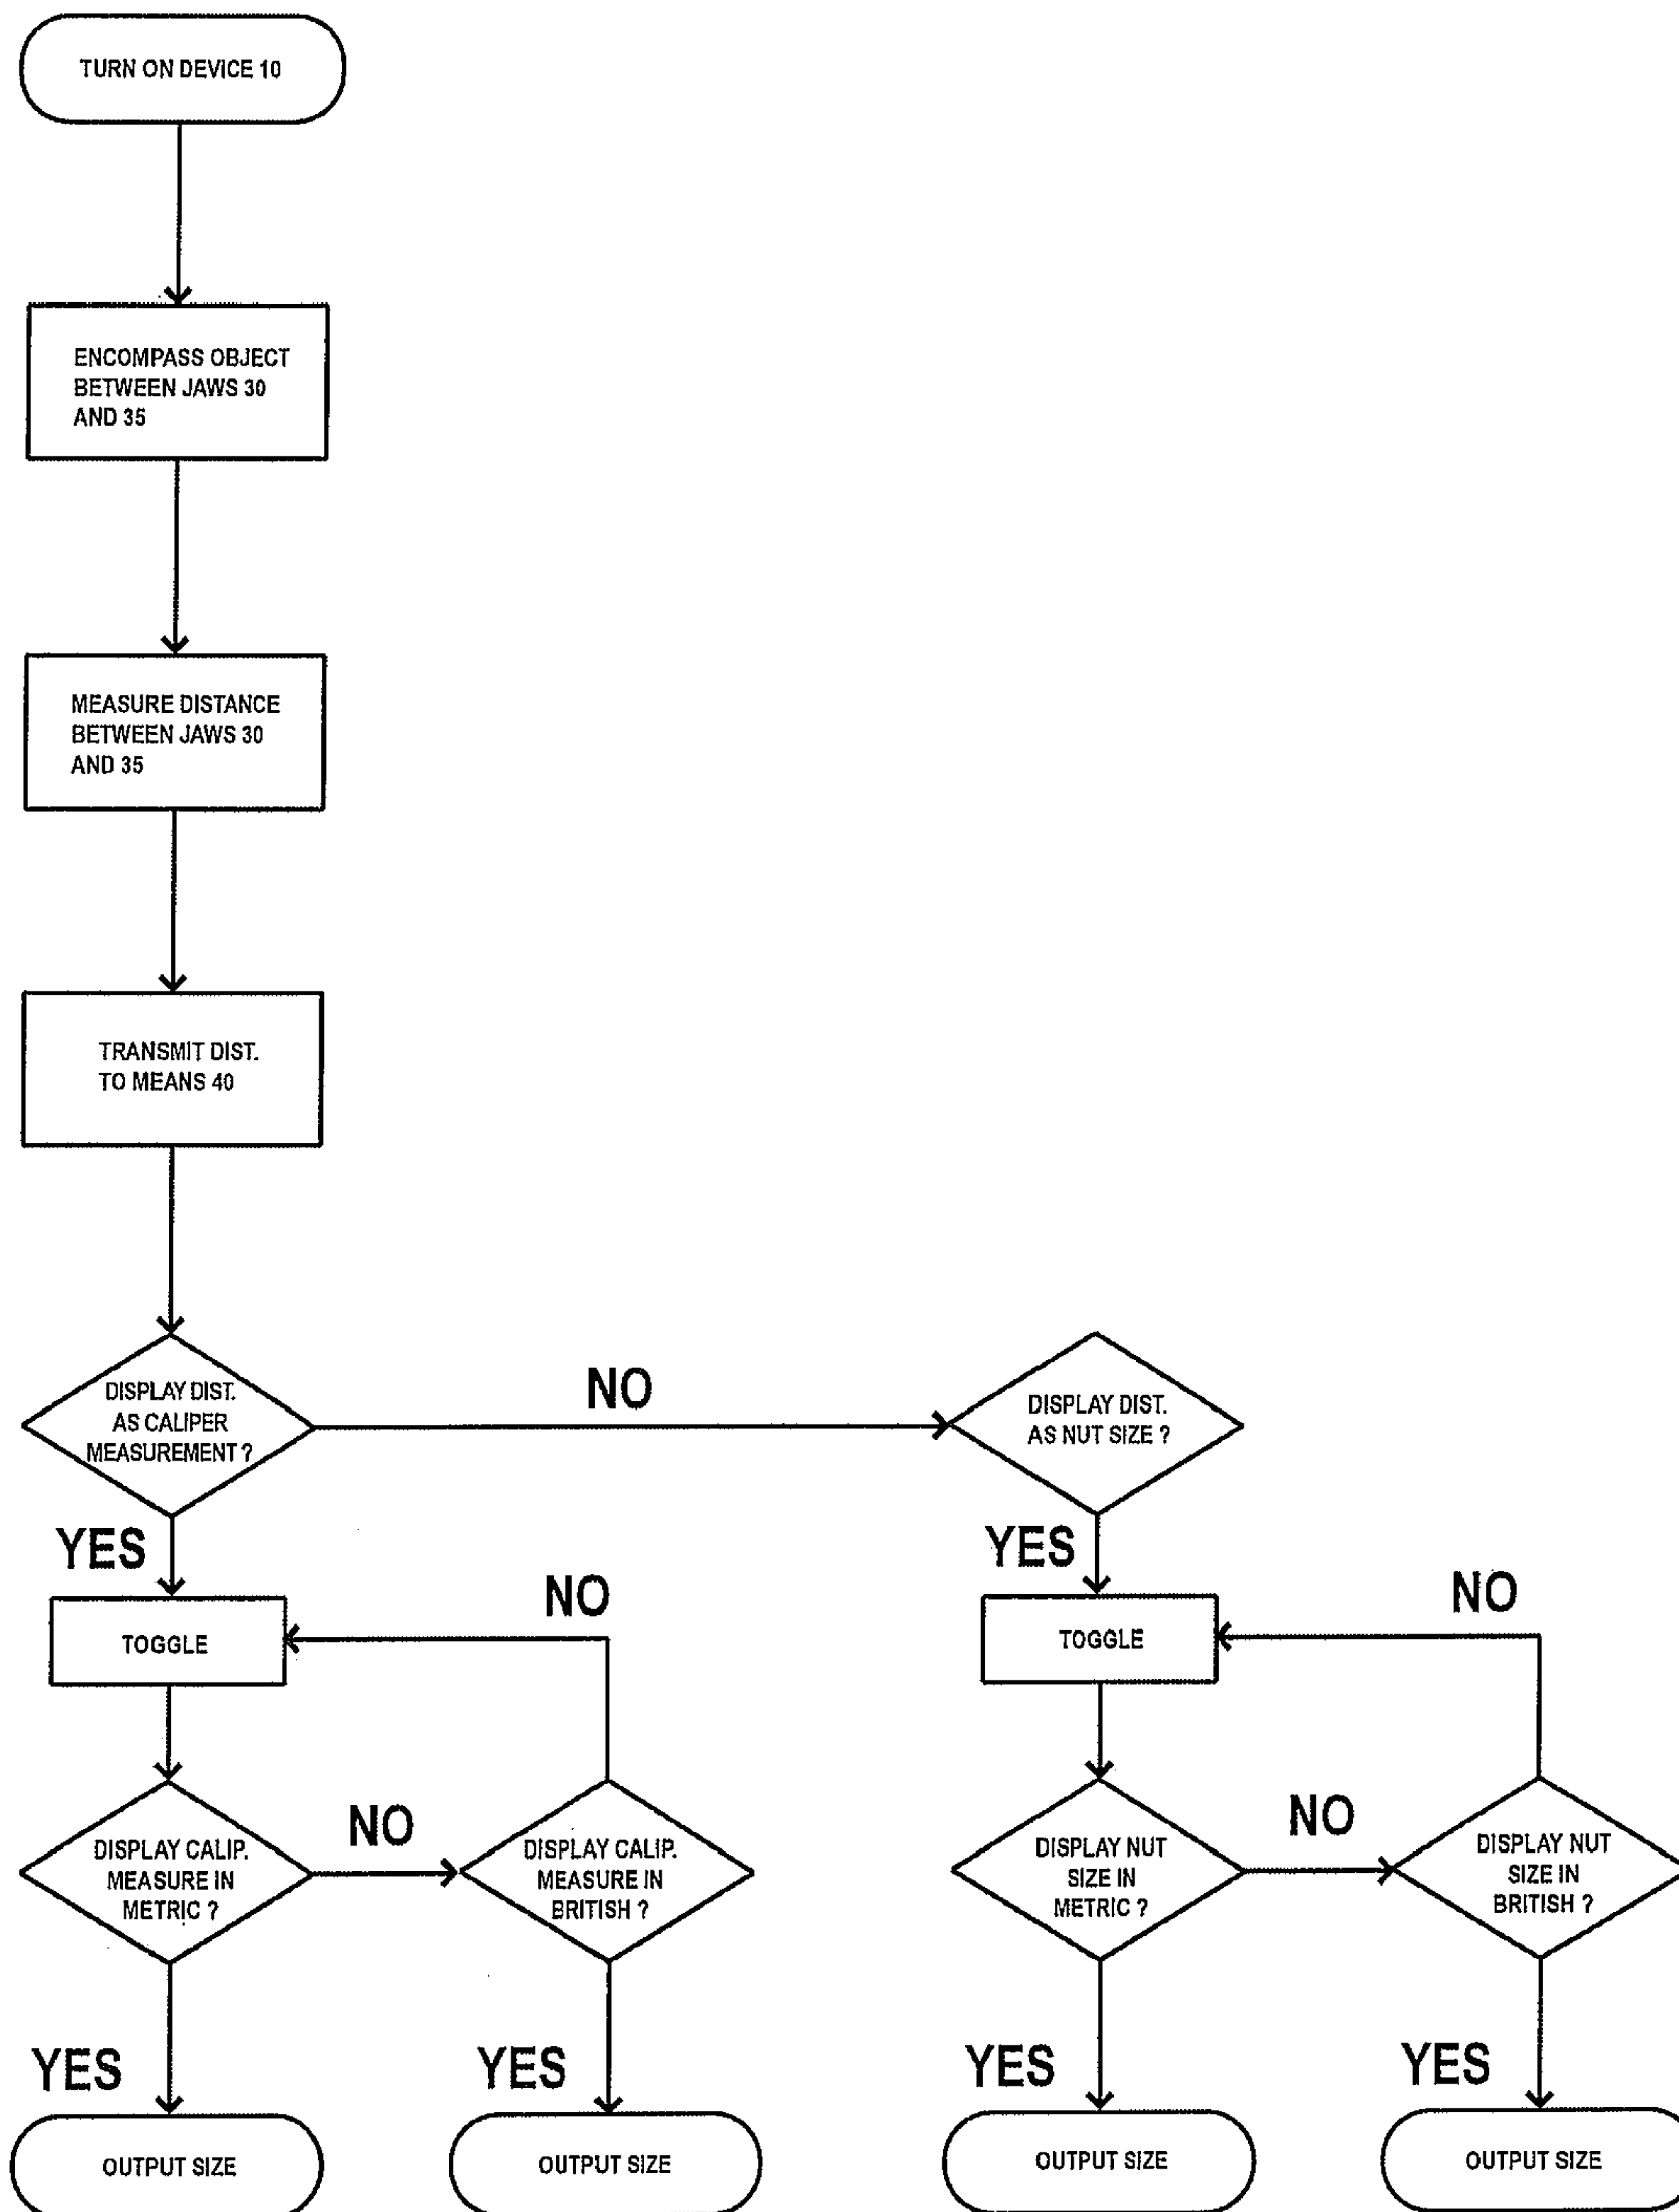 TURN ON DEVICE 10
ENCOMPASS OBJECT
BETWEEN JAWS 30
AND 35
MEASURE DISTANCE
BETWEEN JAWS 30
AND 35
TRANSMIT DIST.
TO MEANS 40
DISPLAY DIST.
AS CALIPER
MEASUREMENT ?
NO
DISPLAY DIST.
AS NUT SIZE ?
YES
YES
TOGGLE
NO
TOGGLE
NO
DISPLAY CALIP.
MEASURE IN
METRIC ?
NO
DISPLAY CALIP.
MEASURE IN
BRITISH ?
DISPLAY NUT
SIZE IN
METRIC ?
NO
DISPLAY NUT
SIZE IN
BRITISH ?
YES
YES
YES
YES
OUTPUT SIZE
OUTPUT SIZE
OUTPUT SIZE
OUTPUT SIZE